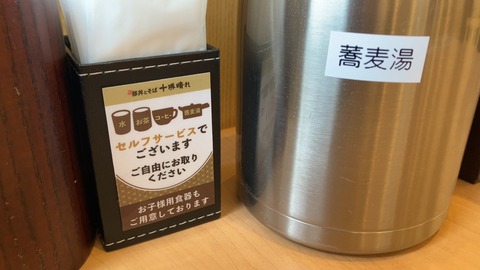 豚丼とそば 十勝晴れ
水 お茶 コーヒー 蕎麦湯
セルフサービスで
ございます
ご自由にお取り
ください
お子様用食器も
ご用意しております
蕎麦湯